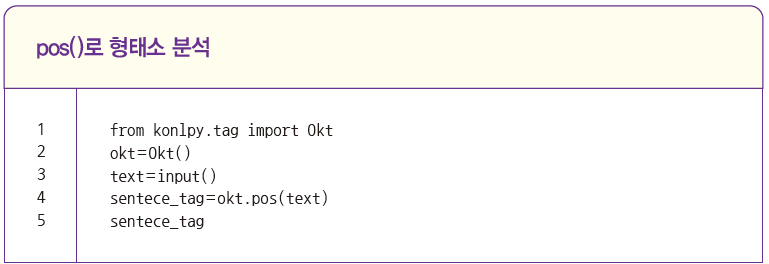 pos()로 형태소 분석
1 from konlpy.tag import Okt
2 okt=Okt()
3 text=input()
4 sentece_tag=okt.pos(text)
5 sentece_tag